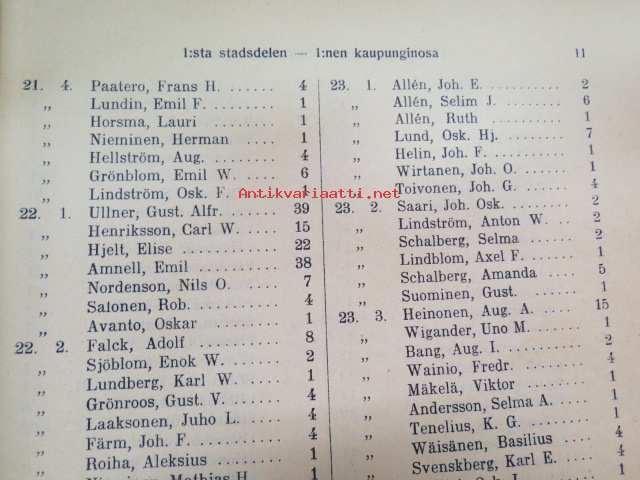 1:sta stadsdelen — 1:nen kaupunginosa 11
21. 4. Paatero, Frans H. ...... 4
„ Lundin, Emil F. ........ 1
„ Horsma, Lauri ........ 1
„ Nieminen, Herman .... 1
„ Hellström, Aug. ....... 4
„ Grönblom, Emil W. .... 6
„ Lindström, Osk. F. 1
22. 1. Ullner, Gust. Alfr. ..... 39
„ Henriksson, Carl W. ... 15
„ Hjelt, Elise ........... 22
„ Amnell, Emil ......... 38
„ Nordenson, Nils O. .... 7
„ Salonen, Rob. ......... 4
„ Avanto, Oskar ........ 1
22. 2. Falck, Adolf .......... 8
„ Sjöblom, Enok W. ..... 2
„ Lundberg, Karl W. .... 1
„ Grönroos, Gust. V. .... 4
„ Laaksonen, Juho L. .... 4
„ Färm, Joh. F. ......... 4
„ Roiha, Aleksius ....... 1
Mathias H. 1
23. 1. Allén, Joh. E. ......... 2
„ Allén, Selim J. ........ 6
„ Allén, Ruth .......... 1
„ Lund, Osk. Hj. ........ 7
„ Helin, Joh. F. ......... 1
„ Wirtanen, Joh. O. ..... 1
Toivonen, Joh. G. ..... 4
23. 2. Saari, Joh. Osk. ....... 2
„ Lindström, Anton W. .. 2
„ Schalberg, Selma ...... 2
„ Lindblom, Axel F. ..... 1
„ Schalberg, Amanda .... 5
„ Suominen, Gust. ...... 1
23. 3. Heinonen, Aug. A. ..... 15
„ Wigander, Uno M. ..... 1
„ Bang, Aug. I. ......... 2
„ Wainio, Fredr. ........ 4
„ Mäkelä, Viktor ....... 1
„ Andersson, Selma A. ... 1
„ Tenelius, K. G. ....... 1
„ Wäisänen, Basilius .... 4
„ Svenskberg, Karl E. ... 4
1
Antikvariaatti.net